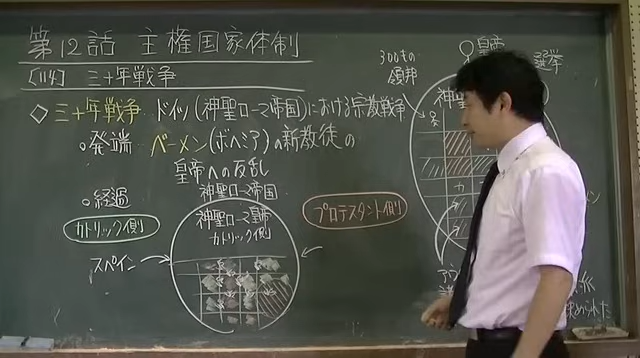 第12話 主権国家体制
[114] 三十年戦争
◇三十年戦争 ドイツ(神聖ローマ帝国)における宗教戦争
○発端 ベーメン(ボヘミア)の新教徒の
皇帝への反乱
○経過
神聖ローマ帝国
カトリック側
神聖ローマ皇帝
カトリック側
プロテスタント側
スペイン
300もの
領邦
皇帝
選挙
神聖